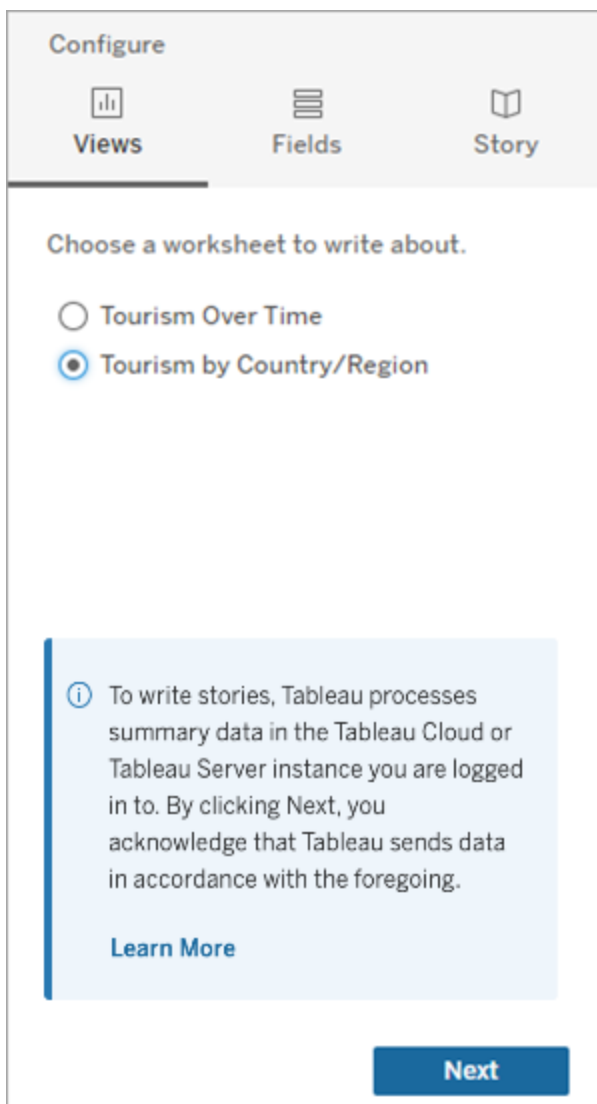 Configure
Views
Fields
Story
Choose a worksheet to write about.
Tourism Over Time
Tourism by Country/Region
To write stories, Tableau processes
summary data in the Tableau Cloud or
Tableau Server instance you are logged
in to. By clicking Next, you
acknowledge that Tableau sends data
in accordance with the foregoing.
Learn More
Next